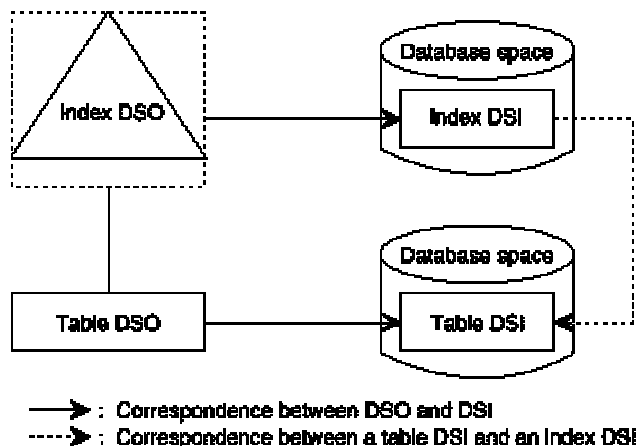 Database space
Index DSO
Index DSI
Database space
Table DSO
Table DSI
: Correspondence between DSO and DSI
: Correspondence between a table DSI and an Index DSI